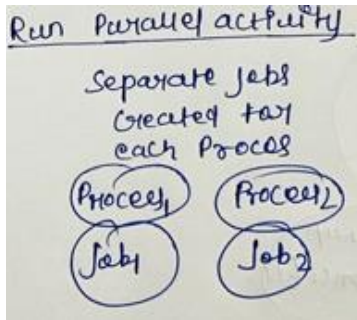 Run Parallel activity
Separate Jobs
Created for
each Process
Process1 Process2
Job1 Job2